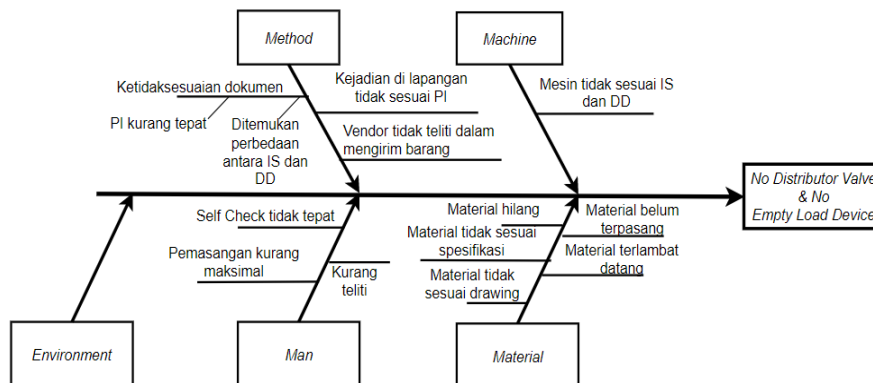 Method
Machine
Ketidaksesuaian dokumen
PI kurang tepat
Ditemukan
perbedaan
antara IS dan
DD
Kejadian di lapangan
tidak sesuai PI
Vendor tidak teliti dalam
mengirim barang
Mesin tidak sesuai IS
dan DD
No Distributor Valve
& No
Empty Load Device
Self Check tidak tepat
Pemasangan kurang
maksimal
Kurang
teliti
Material hilang
Material tidak sesuai
spesifikasi
Material tidak
sesuai drawing
Material belum
terpasang
Material terlambat
datang
Environment
Man
Material